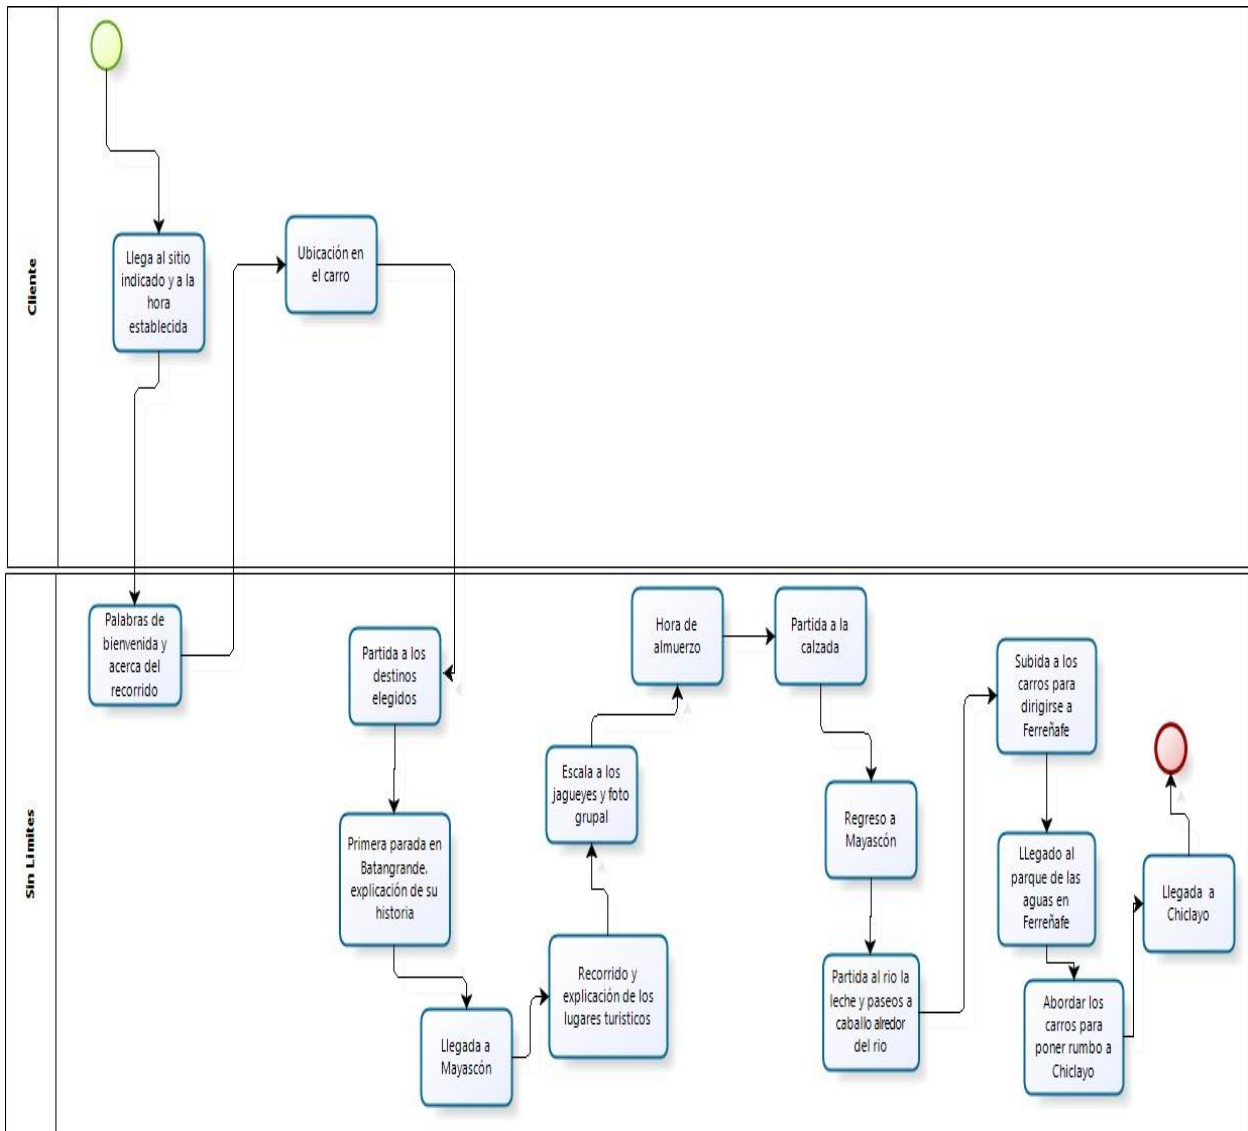 Cliente
Llega al sitio
indicado y a la
hora
establecida
Ubicación en
el carro
Sin Limites
Palabras de
bienvenida y
acerca del
recorrido
Partida a los
destinos
elegidos
Primera parada en
Batangrande.
explicación de su
historia
Llegada a
Mayascón
Recorrido y
explicación de los
lugares turisticos
Escala a los
jagueyes y foto
grupal
Hora de
almuerzo
Partida a la
calzada
Regreso a
Mayascón
Partida al rio la
leche y paseos a
caballo alredor
del rio
Subida a los
carros para
dirigirse a
Ferreñafe
LLegado al
parque de las
aguas en
Ferreñafe
Abordar los
carros para
poner rumbo a
Chiclayo
Llegada a
Chiclayo